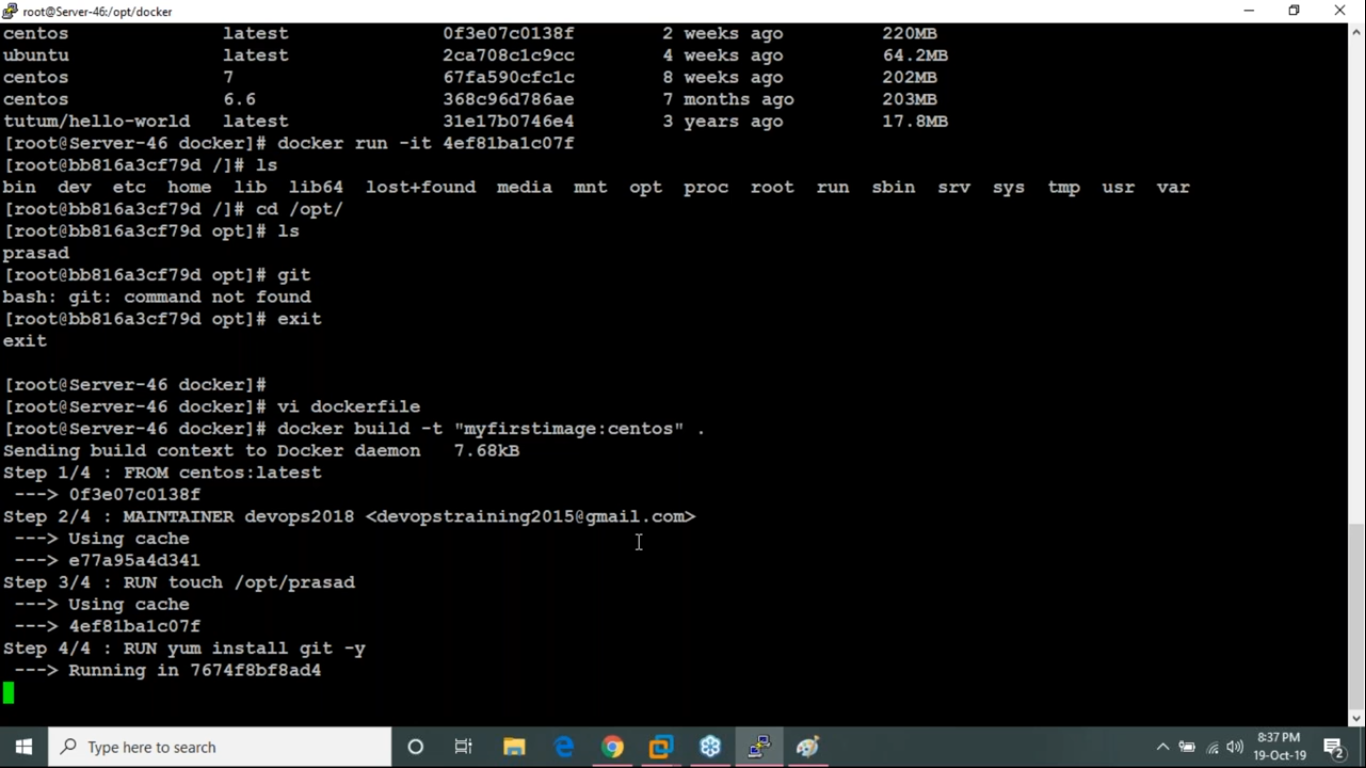 root@Server-46:/opt/docker
centos latest 0f3e07c0138f 2 weeks ago 220MB
ubuntu latest 2ca708c1c9cc 4 weeks ago 64.2MB
centos 7 67fa590cfc1c 8 weeks ago 202MB
centos 6.6 368c96d786ae 7 months ago 203MB
tutum/hello-world latest 31e17b0746e4 3 years ago 17.8MB
[root@Server-46 docker]# docker run -it 4ef81ba1c07f
[root@bb816a3cf79d /]# ls
bin dev etc home lib lib64 lost+found media mnt opt proc root run sbin srv sys tmp usr var
[root@bb816a3cf79d /]# cd /opt/
[root@bb816a3cf79d opt]# ls
prasad
[root@bb816a3cf79d opt]# git
bash: git: command not found
[root@bb816a3cf79d opt]# exit
exit
[root@Server-46 docker]#
[root@Server-46 docker]# vi dockerfile
[root@Server-46 docker]# docker build -t "myfirstimage:centos" .
Sending build context to Docker daemon 7.68kB
Step 1/4 : FROM centos:latest
---> 0f3e07c0138f
Step 2/4 : MAINTAINER devops2018 <devopstraining2015@gmail.com>
---> Using cache
---> e77a95a4d341
Step 3/4 : RUN touch /opt/prasad
---> Using cache
---> 4ef81ba1c07f
Step 4/4 : RUN yum install git -y
---> Running in 7674f8bf8ad4
Type here to search
8:37 PM
19-Oct-19
2